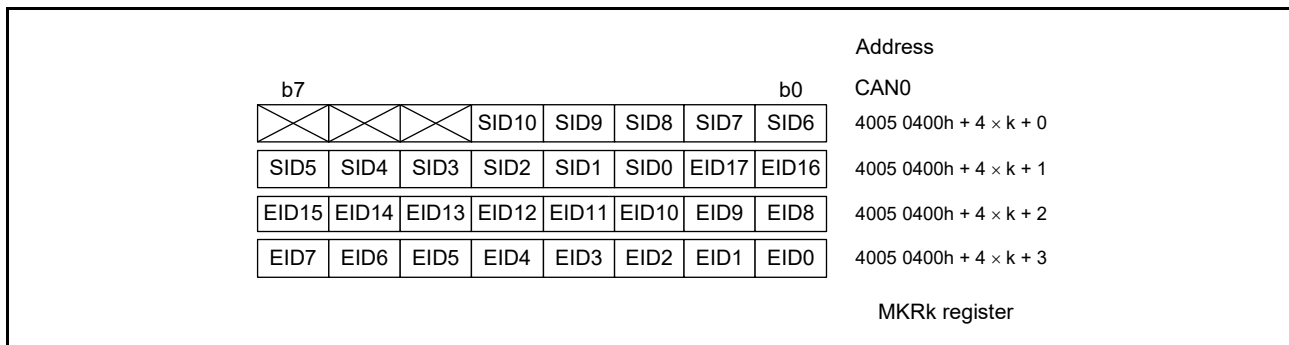 Address
b7 b0 CAN0
SID10 SID9 SID8 SID7 SID6 4005 0400h + 4 × k + 0
SID5 SID4 SID3 SID2 SID1 SID0 EID17 EID16 4005 0400h + 4 × k + 1
EID15 EID14 EID13 EID12 EID11 EID10 EID9 EID8 4005 0400h + 4 × k + 2
EID7 EID6 EID5 EID4 EID3 EID2 EID1 EID0 4005 0400h + 4 × k + 3
MKRk register